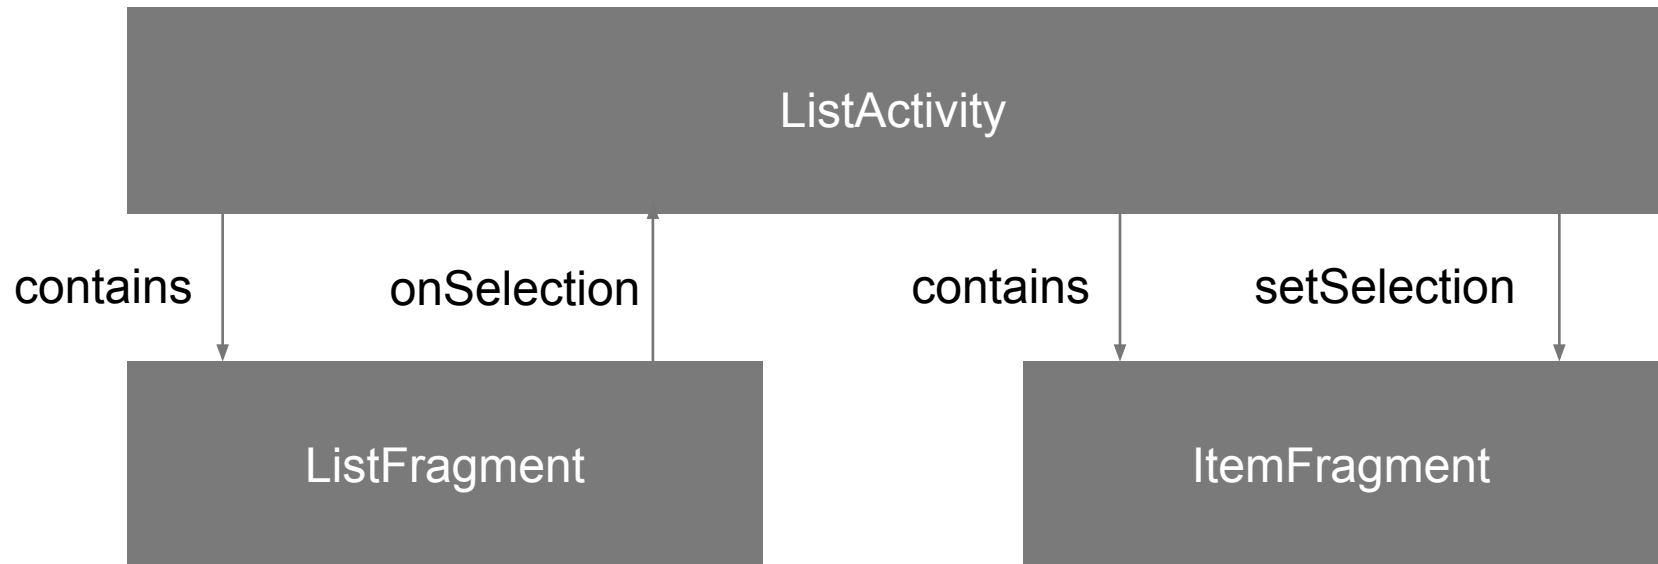 ListActivity
contains
onSelection
contains
setSelection
ListFragment
ItemFragment